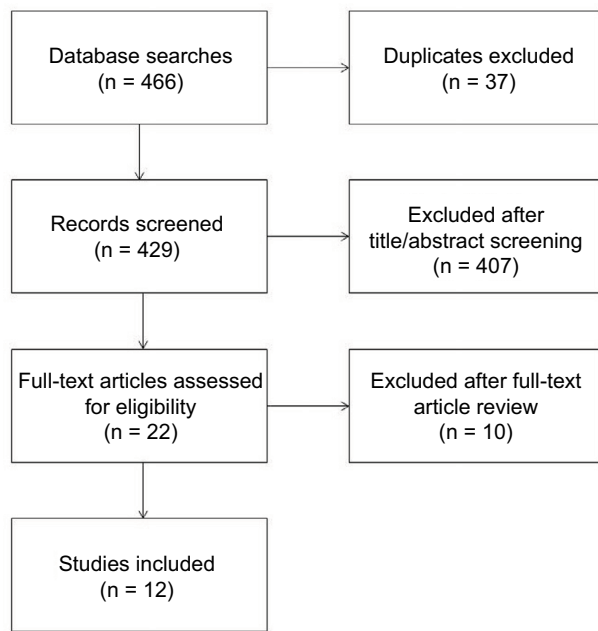 Database searches
(n = 466)
Duplicates excluded
(n = 37)
Records screened
(n = 429)
Excluded after
title/abstract screening
(n = 407)
Full-text articles assessed
for eligibility
(n = 22)
Excluded after full-text
article review
(n = 10)
Studies included
(n = 12)